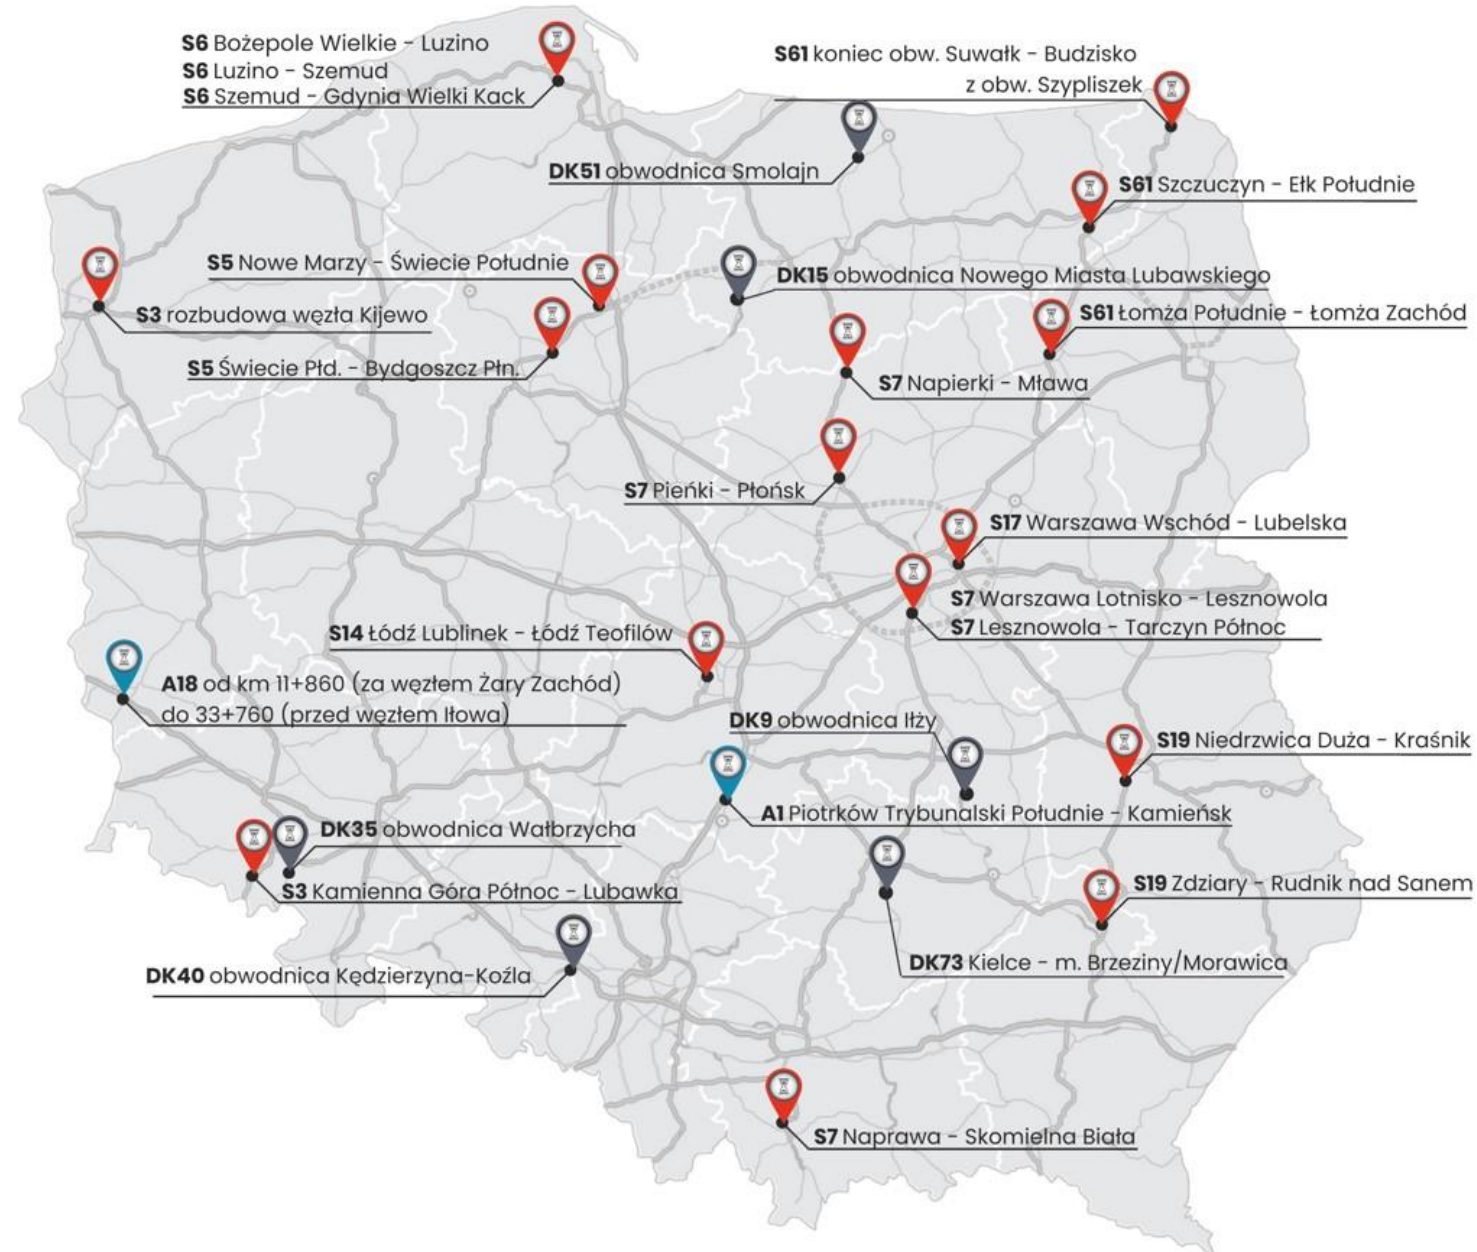 S6 Bożepole Wielkie - Luzino
S6 Luzino - Szemud
S6 Szemud - Gdynia Wielki Kack
S61 koniec obw. Suwałk - Budzisko
z obw. Szypliszek
DK51 obwodnica Smolajn
S61 Szczuczyn - Ełk Południe
S5 Nowe Marzy - Świecie Południe
DK15 obwodnica Nowego Miasta Lubawskiego
S3 rozbudowa węzła Kijewo
S61 Łomża Południe - Łomża Zachód
S5 Świecie Płd. - Bydgoszcz Płn.
S7 Napierki - Mława
S7 Pieńki - Płońsk
S17 Warszawa Wschód - Lubelska
S7 Warszawa Lotnisko - Lesznowola
S7 Lesznowola - Tarczyn Północ
S14 Łódź Lublinek - Łódź Teofilów
A18 od km 11+860 (za węzłem Żary Zachód)
do 33+760 (przed węzłem Iłowa)
DK9 obwodnica Iłży
S19 Niedrzwica Duża - Kraśnik
A1 Piotrków Trybunalski Południe - Kamieńsk
DK35 obwodnica Wałbrzycha
S3 Kamienna Góra Północ - Lubawka
S19 Zdziary - Rudnik nad Sanem
DK73 Kielce - m. Brzeziny/Morawica
DK40 obwodnica Kędzierzyna-Koźla
S7 Naprawa - Skomielna Biała